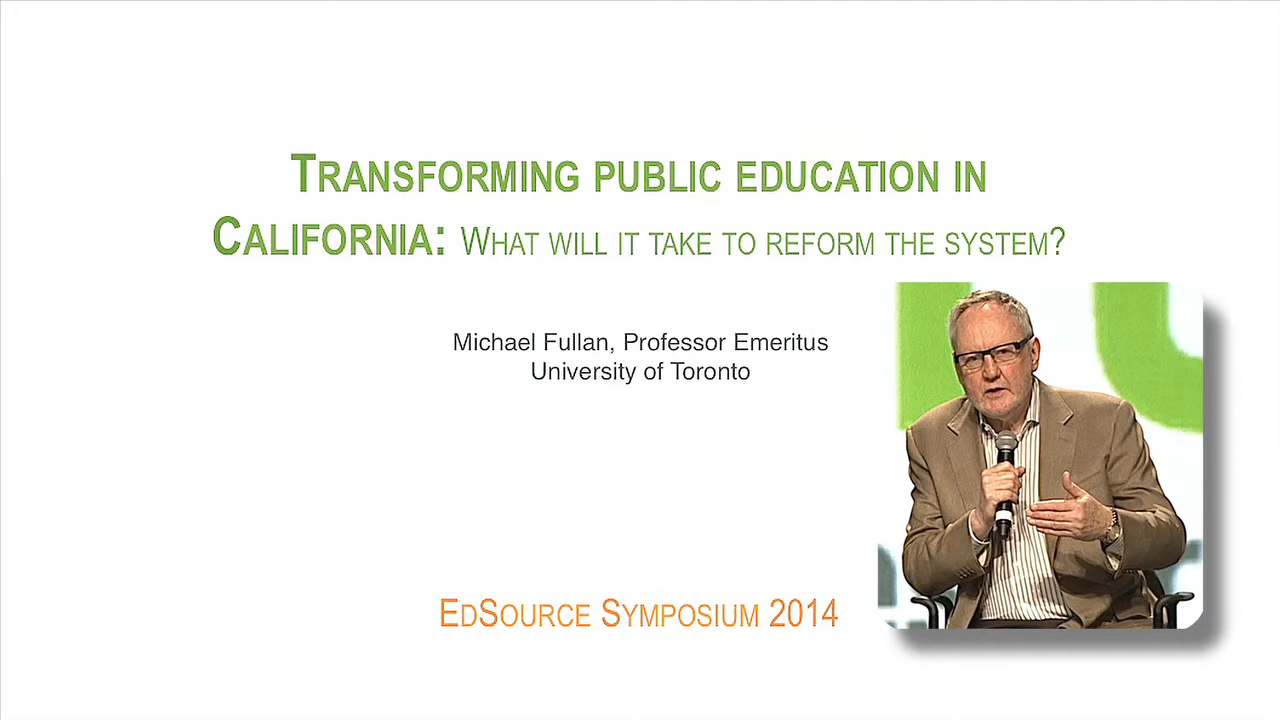 Transforming public education in
California: What will it take to reform the system?
Michael Fullan, Professor Emeritus
University of Toronto
EdSource Symposium 2014